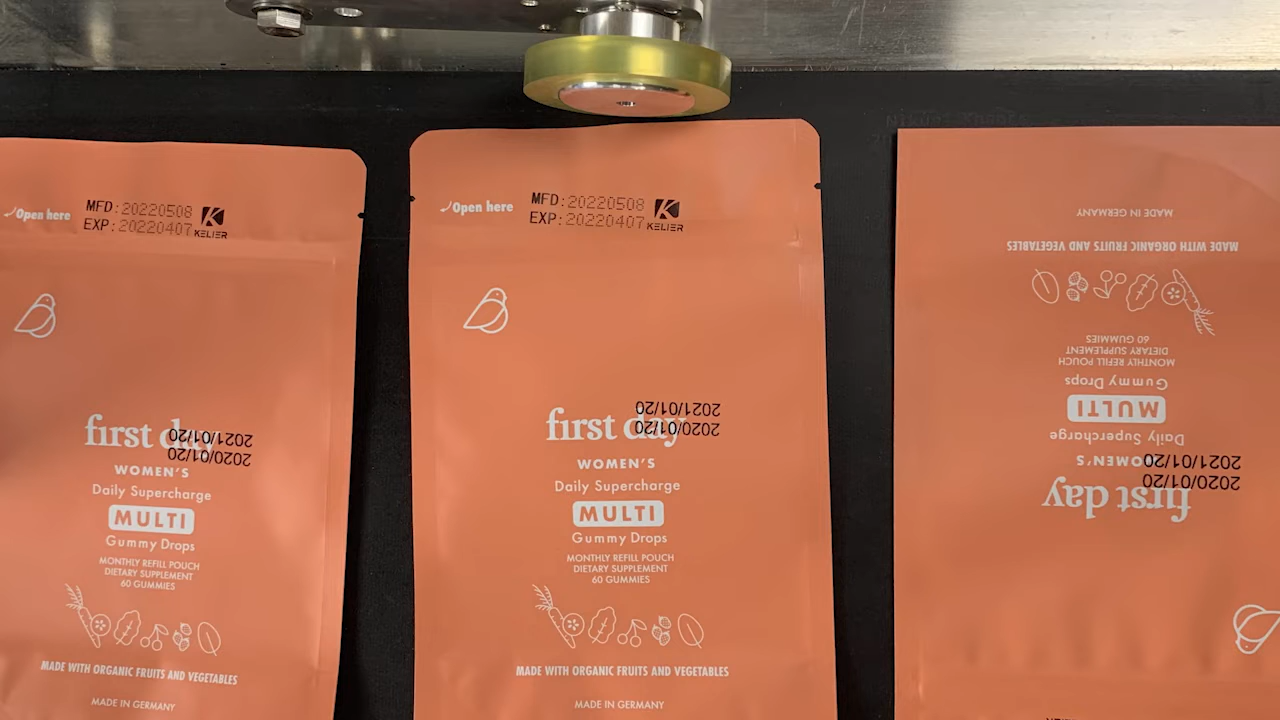 Open here
MFD:20220508
EXP:20220407
KELIER
first day
2021/01/20
2020/01/20
WOMEN'S
Daily Supercharge
MULTI
Gummy Drops
MONTHLY REFILL POUCH
DIETARY SUPPLEMENT
60 GUMMIES
MADE WITH ORGANIC FRUITS AND VEGETABLES
MADE IN GERMANY
Open here
MFD:20220508
EXP:20220407
KELIER
2021/01/20
2020/01/20
first day
WOMEN'S
Daily Supercharge
MULTI
Gummy Drops
MONTHLY REFILL POUCH
DIETARY SUPPLEMENT
60 GUMMIES
MADE WITH ORGANIC FRUITS AND VEGETABLES
MADE IN GERMANY
first day
2020/01/20
2021/01/20
WOMEN'S
Daily Supercharge
MULTI
Gummy Drops
MONTHLY REFILL POUCH
DIETARY SUPPLEMENT
60 GUMMIES
MADE WITH ORGANIC FRUITS AND VEGETABLES
MADE IN GERMANY